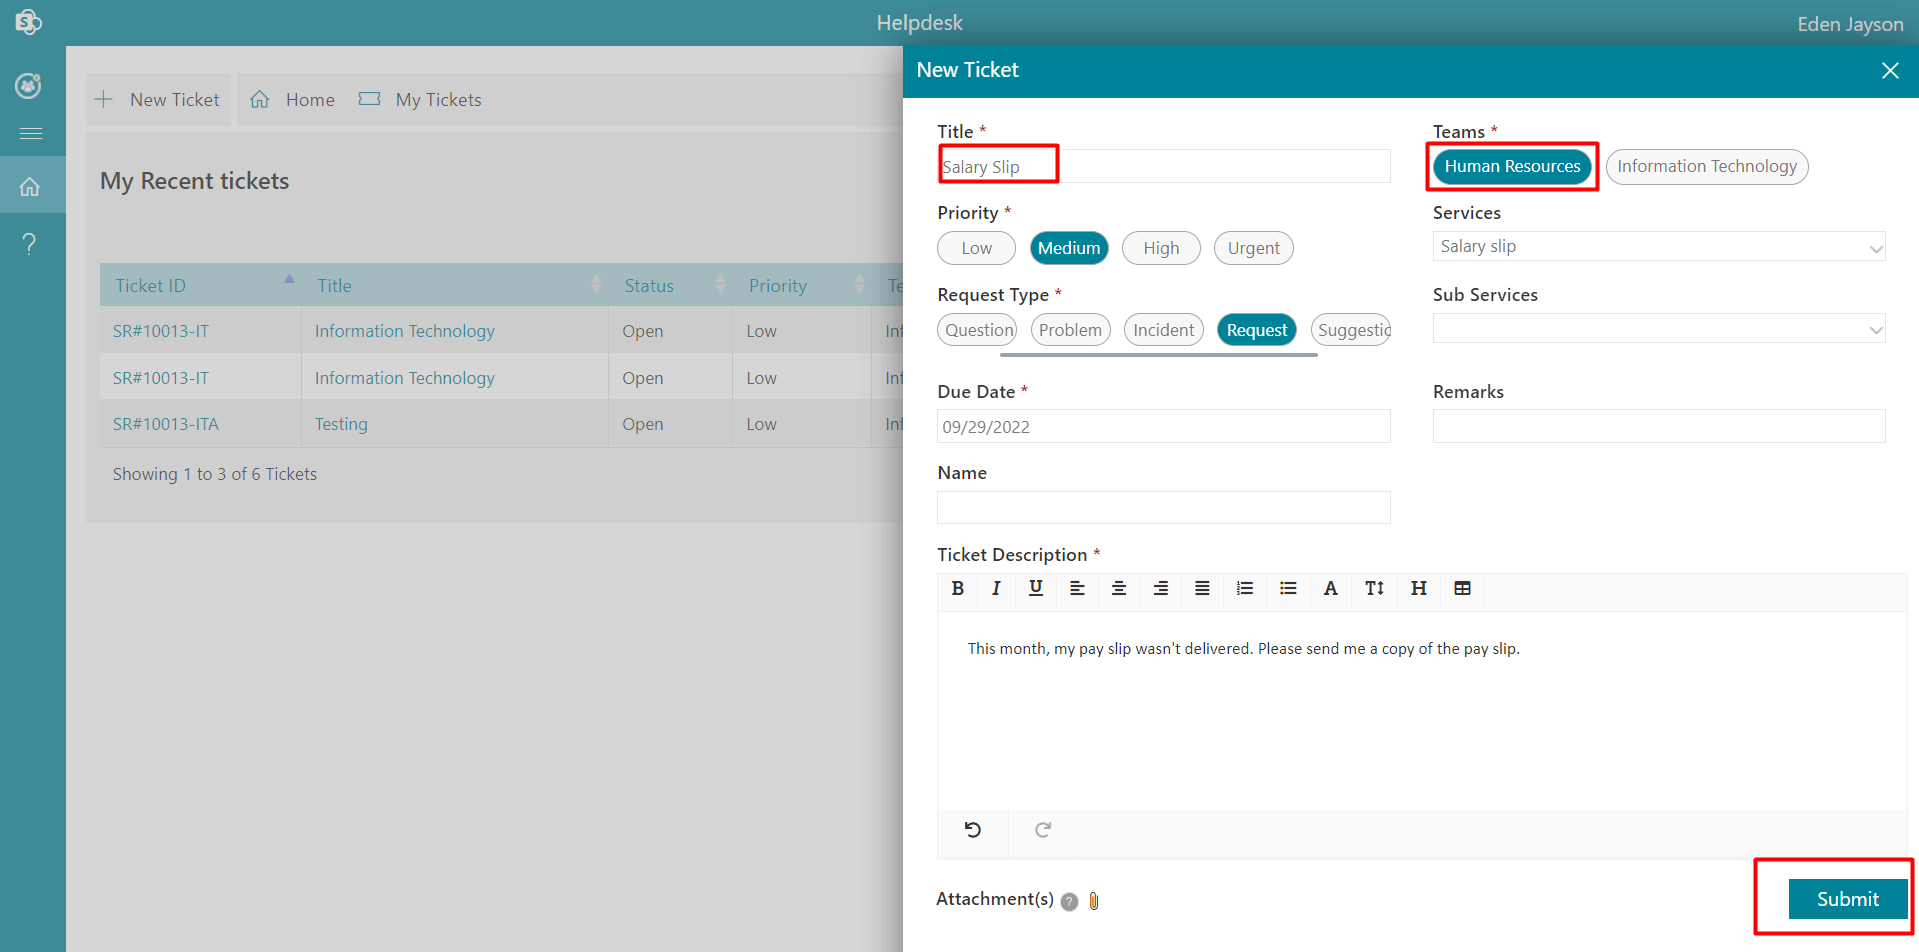 Helpdesk
Eden Jayson
New Ticket
Home
My Tickets
My Recent tickets
Ticket ID Title Status Priority Te
SR#10013-IT Information Technology Open Low Inf
SR#10013-IT Information Technology Open Low Inf
SR#10013-ITA Testing Open Low Inf
Showing 1 to 3 of 6 Tickets
New Ticket
Title *
Salary Slip
Teams *
Human Resources Information Technology
Priority *
Low Medium High Urgent
Services
Salary slip
Request Type *
Question Problem Incident Request Suggestic
Sub Services
Due Date *
09/29/2022
Remarks
Name
Ticket Description *
B I U A T H
This month, my pay slip wasn't delivered. Please send me a copy of the pay slip.
Attachment(s) ?
Submit